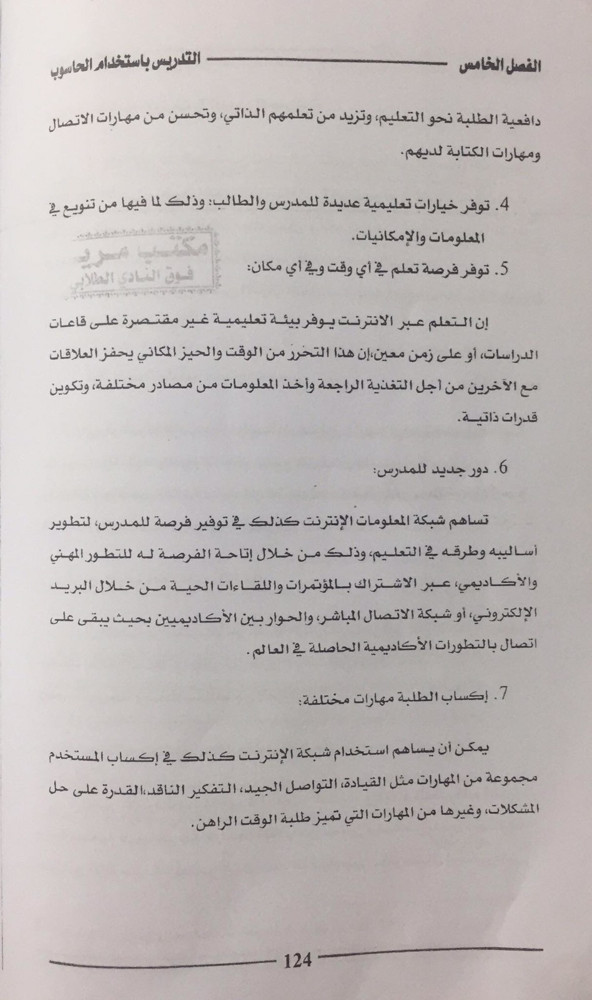 الفصل الخامس التدريس باستخدام الحاسوب
دافعية الطلبة نحو التعليم، وتزيد من تعلمهم الذاتي، وتحسن من مهارات الاتصال
ومهارات الكتابة لديهم.
4. توفر خيارات تعليمية عديدة للمدرس والطالب: وذلك لما فيها من تنويع في
المعلومات والإمكانيات.
5. توفر فرصة تعلم في أي وقت وفي أي مكان:
فوق النادي الطلابي
إن التعلم عبر الانترنت يوفر بيئة تعليمية غير مقتصرة على قاعات
الدراسات، أو على زمن معين،إن هذا التحرر من الوقت والحيز المكاني يحفز العلاقات
مع الآخرين من أجل التغذية الراجعة وأخذ المعلومات من مصادر مختلفة، وتكوين
قدرات ذاتية.
6. دور جديد للمدرس:
تساهم شبكة المعلومات الإنترنت كذلك في توفير فرصة للمدرس، لتطوير
أساليبه وطرقه في التعليم، وذلك من خلال إتاحة الفرصة له للتطور المهني
والأكاديمي، عبر الاشتراك بالمؤتمرات واللقاءات الحية من خلال البريد
الإلكتروني، أو شبكة الاتصال المباشر، والحوار بين الأكاديميين بحيث يبقى على
اتصال بالتطورات الأكاديمية الحاصلة في العالم.
7. إكساب الطلبة مهارات مختلفة:
يمكن أن يساهم استخدام شبكة الإنترنت كذلك في إكساب المستخدم
مجموعة من المهارات مثل القيادة، التواصل الجيد، التفكير الناقد،القدرة على حل
المشكلات، وغيرها من المهارات التي تميز طلبة الوقت الراهن.
124